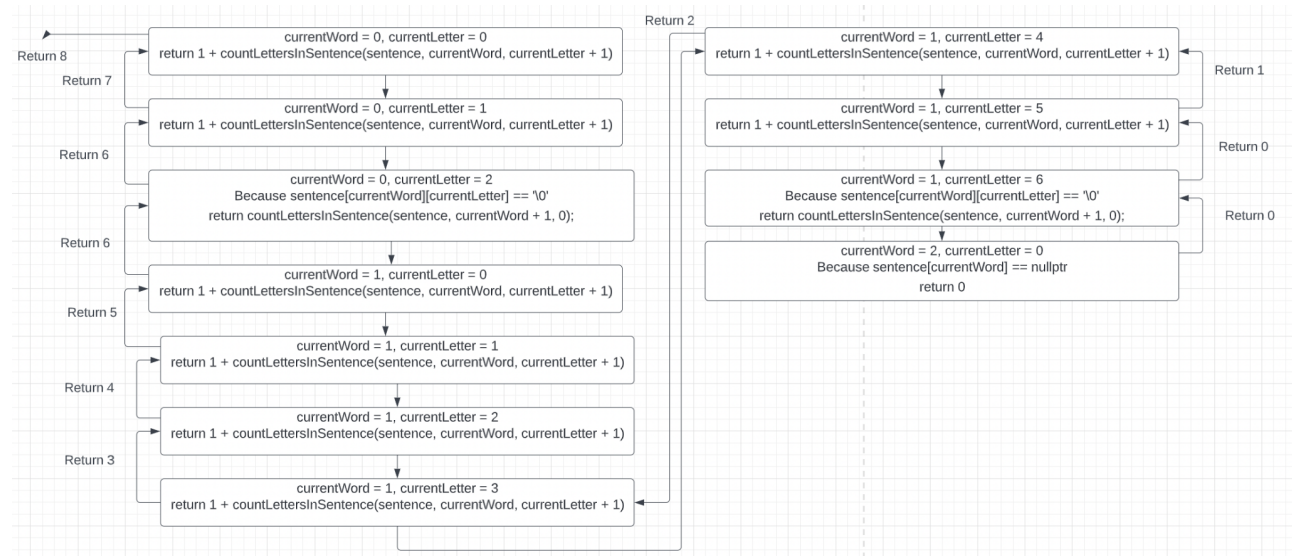 Return 8
currentWord = 0, currentLetter = 0
return 1 + countLettersInSentence(sentence, currentWord, currentLetter + 1)
Return 7
currentWord = 0, currentLetter = 1
return 1 + countLettersInSentence(sentence, currentWord, currentLetter + 1)
Return 6
currentWord = 0, currentLetter = 2
Because sentence[currentWord][currentLetter] == '\0'
return countLettersInSentence(sentence, currentWord + 1, 0);
Return 6
currentWord = 1, currentLetter = 0
return 1 + countLettersInSentence(sentence, currentWord, currentLetter + 1)
Return 5
currentWord = 1, currentLetter = 1
return 1 + countLettersInSentence(sentence, currentWord, currentLetter + 1)
Return 4
currentWord = 1, currentLetter = 2
return 1 + countLettersInSentence(sentence, currentWord, currentLetter + 1)
Return 3
currentWord = 1, currentLetter = 3
return 1 + countLettersInSentence(sentence, currentWord, currentLetter + 1)
Return 2
currentWord = 1, currentLetter = 4
return 1 + countLettersInSentence(sentence, currentWord, currentLetter + 1)
Return 1
currentWord = 1, currentLetter = 5
return 1 + countLettersInSentence(sentence, currentWord, currentLetter + 1)
Return 0
currentWord = 1, currentLetter = 6
Because sentence[currentWord][currentLetter] == '\0'
return countLettersInSentence(sentence, currentWord + 1, 0);
Return 0
currentWord = 2, currentLetter = 0
Because sentence[currentWord] == nullptr
return 0